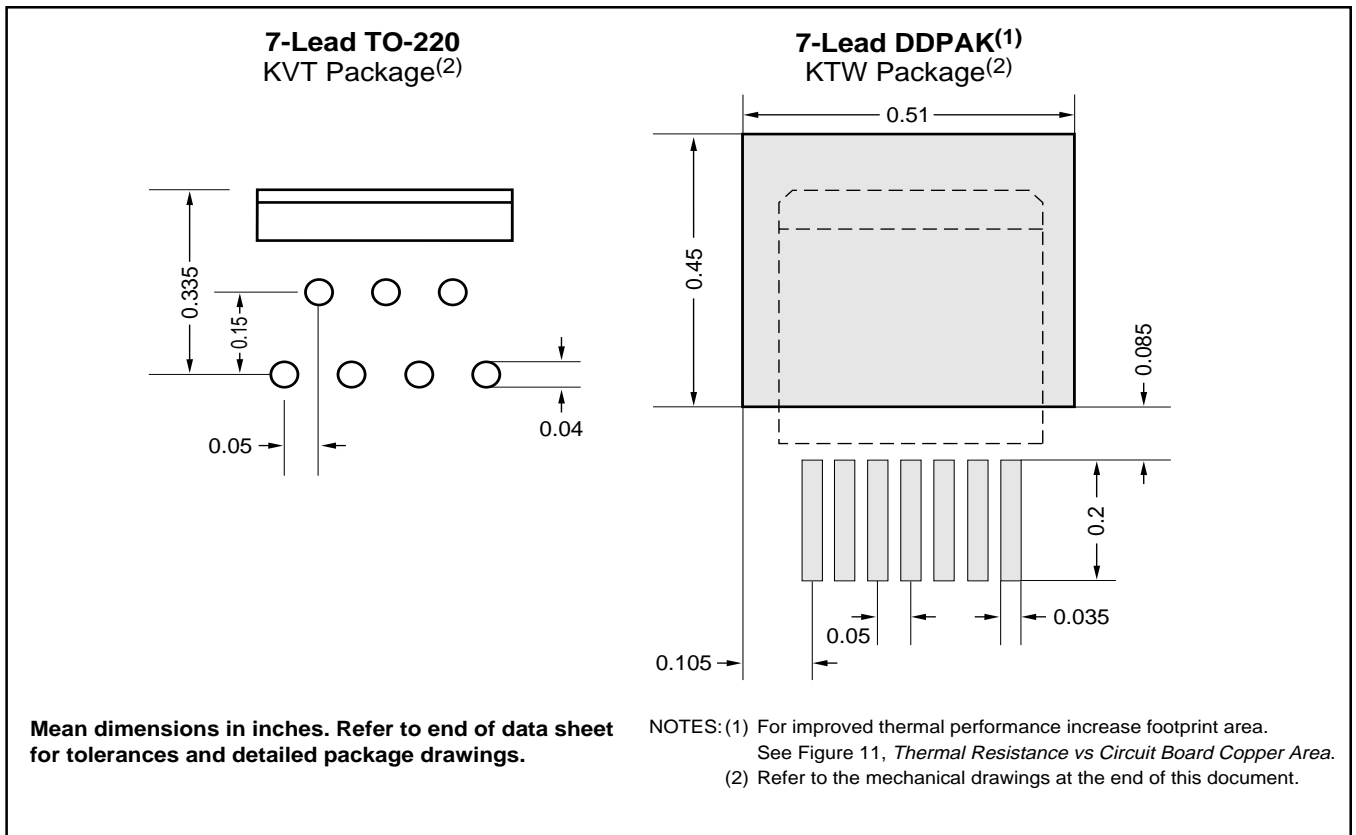 7-Lead TO-220
KVT Package(2)
0.335
0.15
0.05
0.04
Mean dimensions in inches. Refer to end of data sheet
for tolerances and detailed package drawings.
7-Lead DDPAK(1)
KTW Package(2)
0.51
0.45
0.085
0.2
0.05
0.035
0.105
NOTES: (1) For improved thermal performance increase footprint area.
See Figure 11, Thermal Resistance vs Circuit Board Copper Area.
(2) Refer to the mechanical drawings at the end of this document.